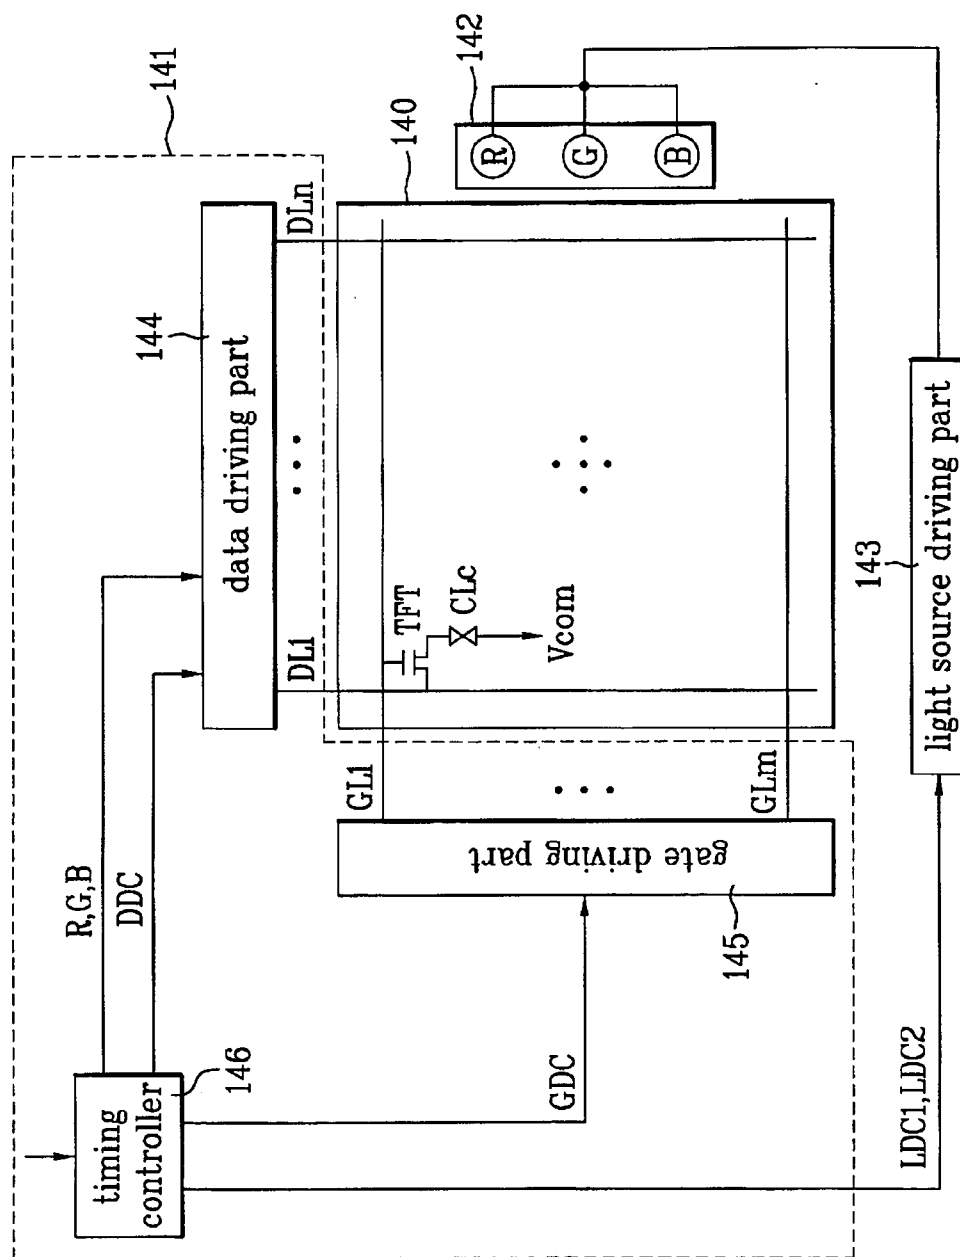 141
R,G,B
DDC
timing
controller
146
144
data driving part
DL1
DLn
140
142
R
G
B
TFT
CLc
Vcom
GL1
GLm
gate driving part
145
GDC
LDC1,LDC2
143
light source driving part